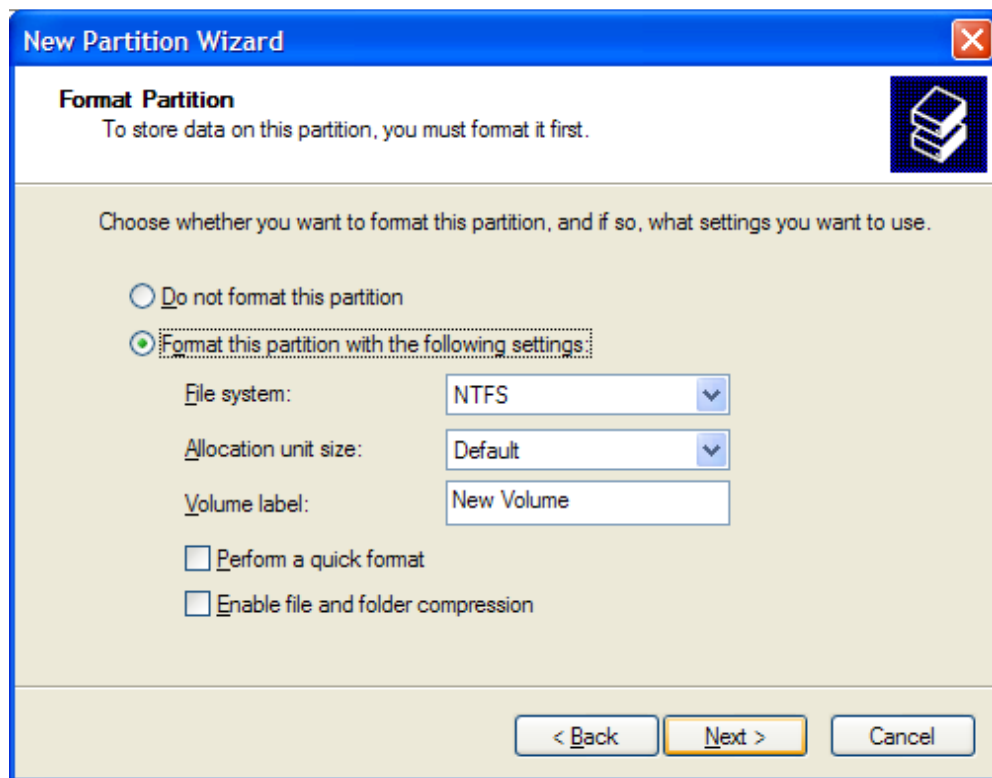 New Partition Wizard
Format Partition
To store data on this partition, you must format it first.
Choose whether you want to format this partition, and if so, what settings you want to use.
Do not format this partition
Format this partition with the following settings:
File system: NTFS
Allocation unit size: Default
Volume label: New Volume
Perform a quick format
Enable file and folder compression
< Back Next > Cancel